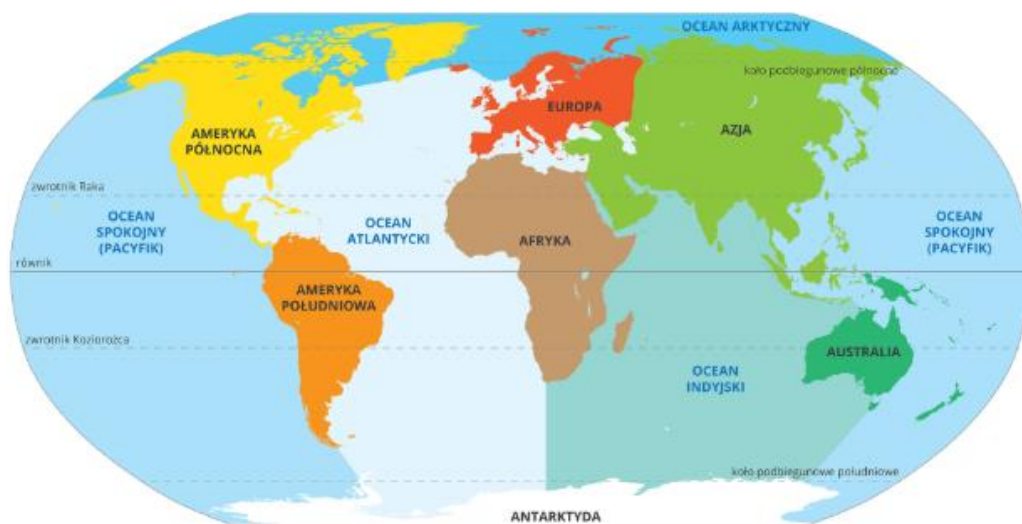 OCEAN ARKTYCZNY
koło podbiegunowe północne
EUROPA
AMERYKA
PÓŁNOCNA
AZJA
zwrotnik Raka
OCEAN
SPOKOJNY
(PACYFIK)
OCEAN
ATLANTYCKI
AFRYKA
OCEAN
SPOKOJNY
(PACYFIK)
równik
AMERYKA
POŁUDNIOWA
zwrotnik Koziorożca
AUSTRALIA
OCEAN
INDYJSKI
koło podbiegunowe południowe
ANTARKTYDA